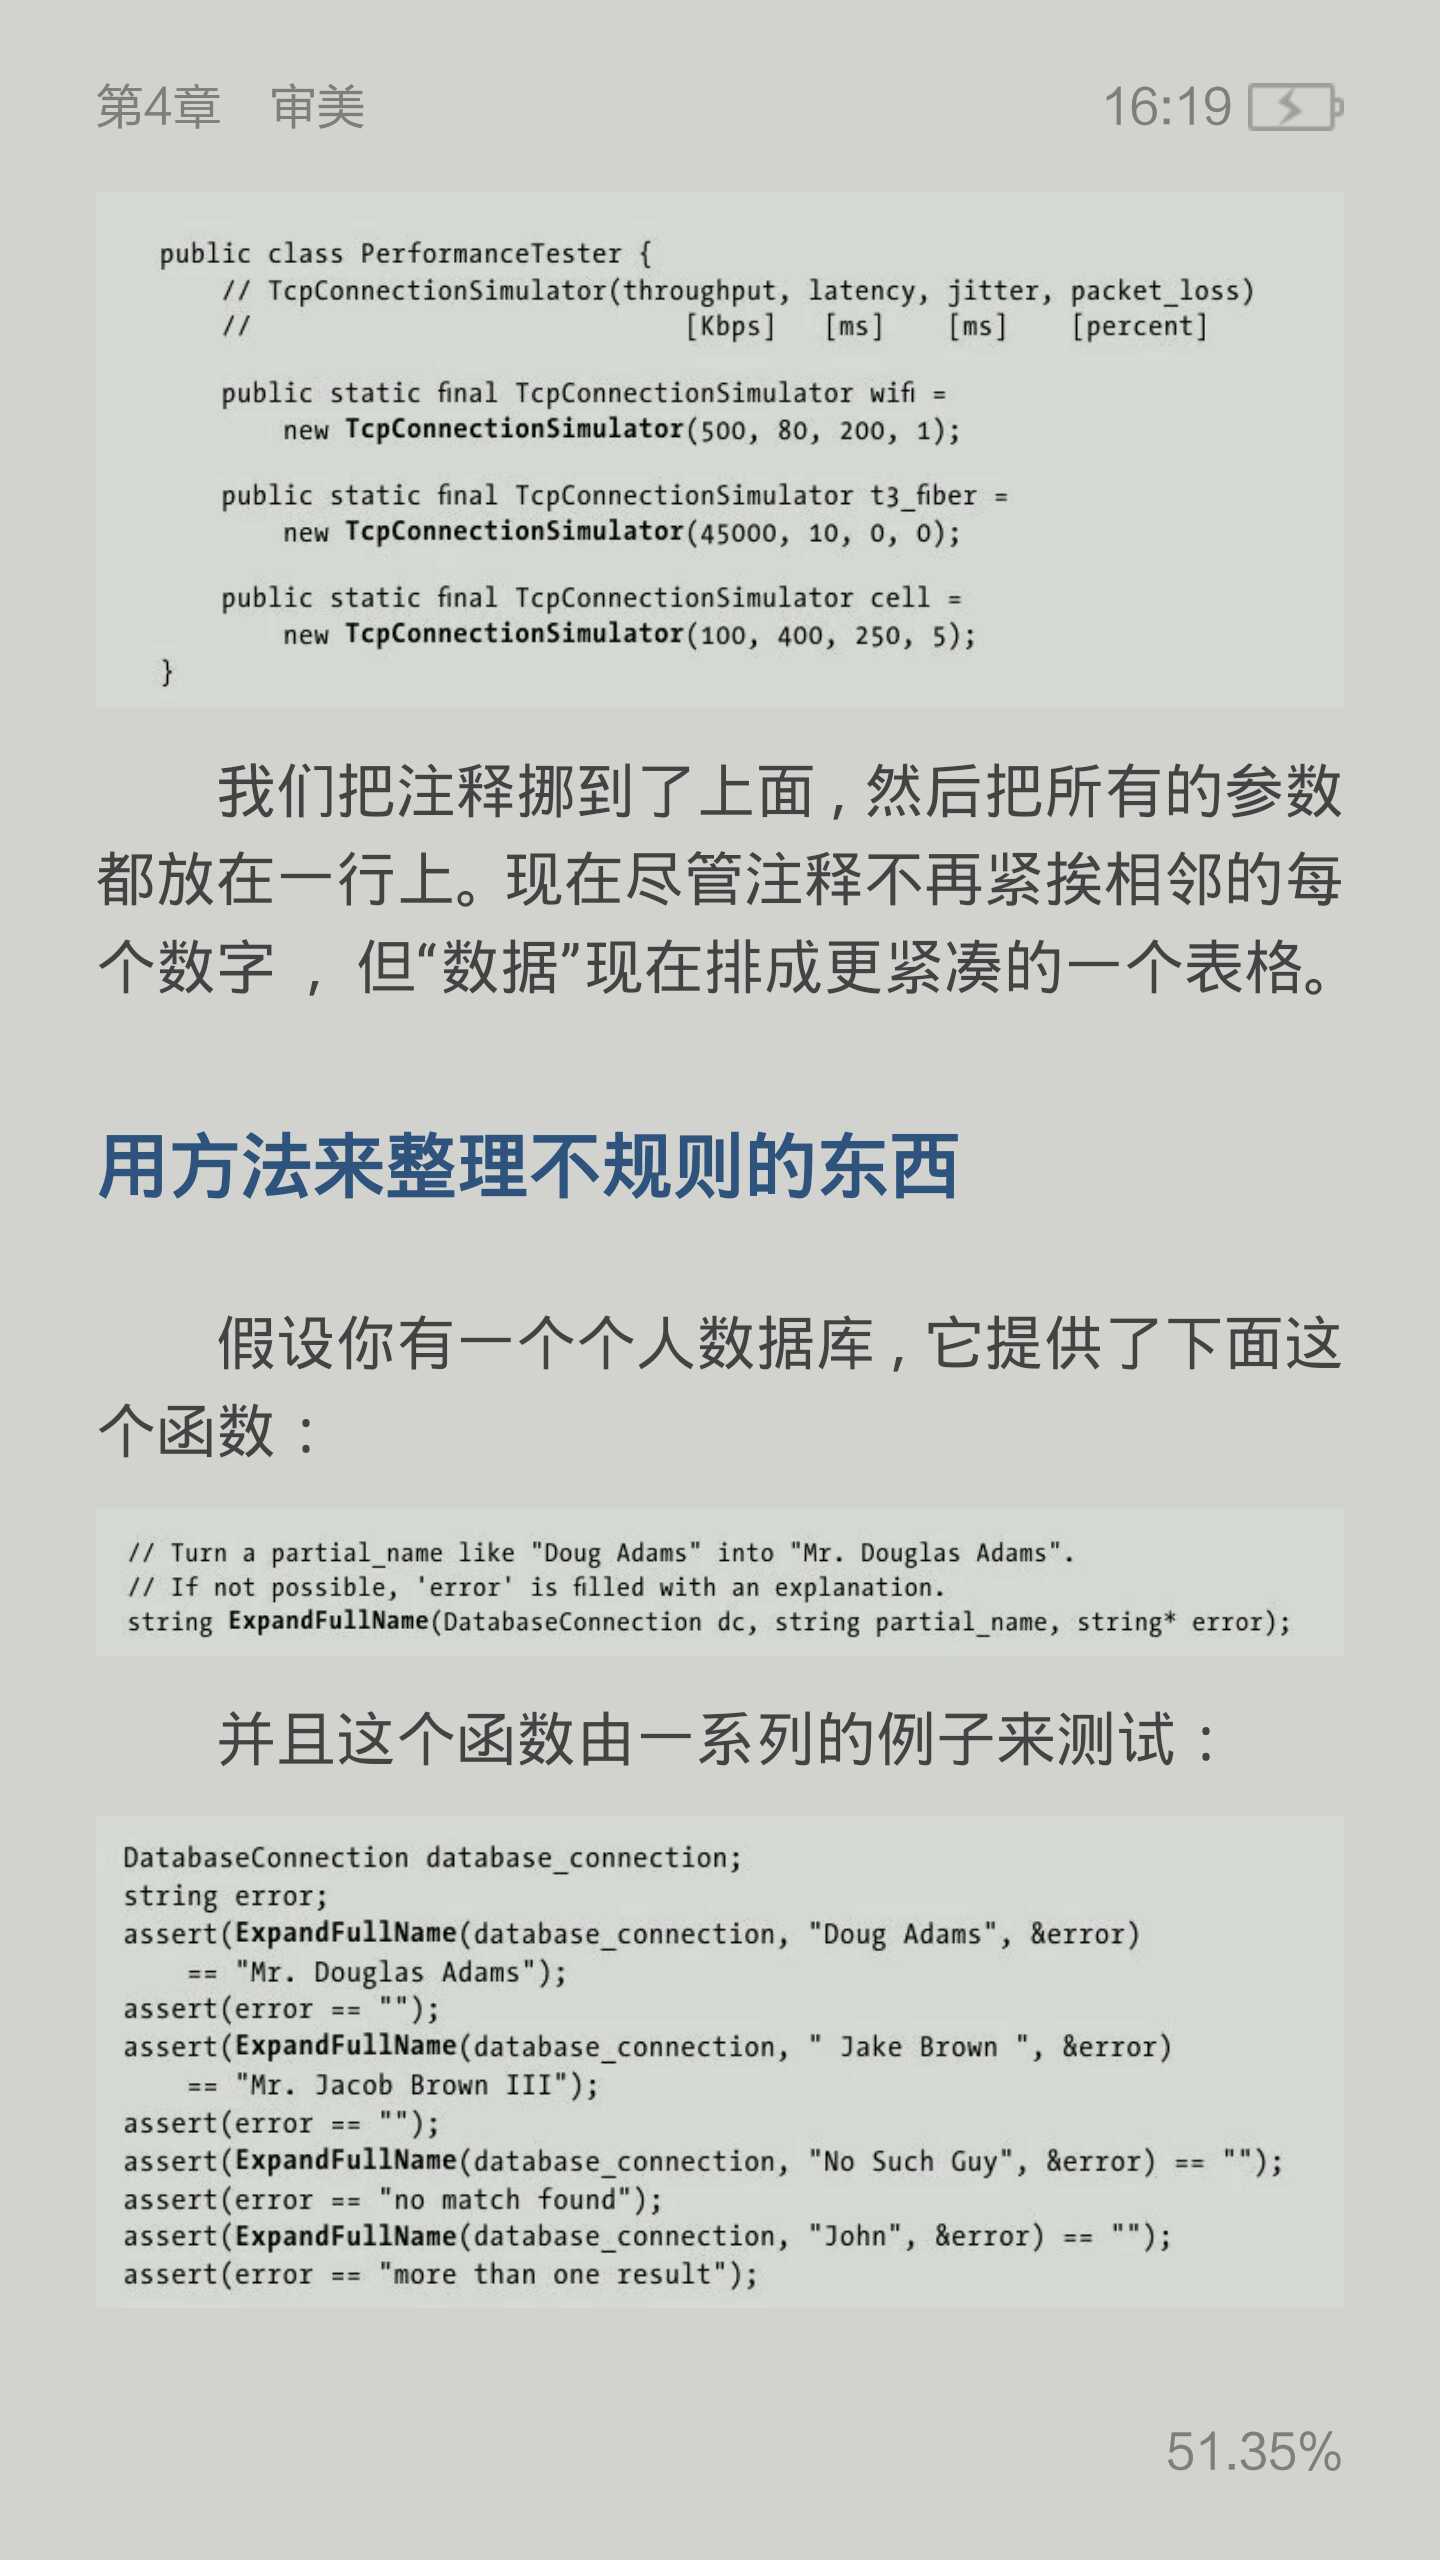 第4章　审美
16:19
public class PerformanceTester {
    // TcpConnectionSimulator(throughput, latency, jitter, packet_loss)
    //                            [Kbps]   [ms]    [ms]    [percent]
    public static final TcpConnectionSimulator wifi =
        new TcpConnectionSimulator(500, 80, 200, 1);
    public static final TcpConnectionSimulator t3_fiber =
        new TcpConnectionSimulator(45000, 10, 0, 0);
    public static final TcpConnectionSimulator cell =
        new TcpConnectionSimulator(100, 400, 250, 5);
}
我们把注释挪到了上面，然后把所有的参数
都放在一行上。现在尽管注释不再紧挨相邻的每
个数字，但“数据”现在排成更紧凑的一个表格。
用方法来整理不规则的东西
假设你有一个个人数据库，它提供了下面这
个函数：
// Turn a partial_name like "Doug Adams" into "Mr. Douglas Adams".
// If not possible, 'error' is filled with an explanation.
string ExpandFullName(DatabaseConnection dc, string partial_name, string* error);
并且这个函数由一系列的例子来测试：
DatabaseConnection database_connection;
string error;
assert(ExpandFullName(database_connection, "Doug Adams", &error)
    == "Mr. Douglas Adams");
assert(error == "");
assert(ExpandFullName(database_connection, " Jake Brown ", &error)
    == "Mr. Jacob Brown III");
assert(error == "");
assert(ExpandFullName(database_connection, "No Such Guy", &error) == "");
assert(error == "no match found");
assert(ExpandFullName(database_connection, "John", &error) == "");
assert(error == "more than one result");
51.35%